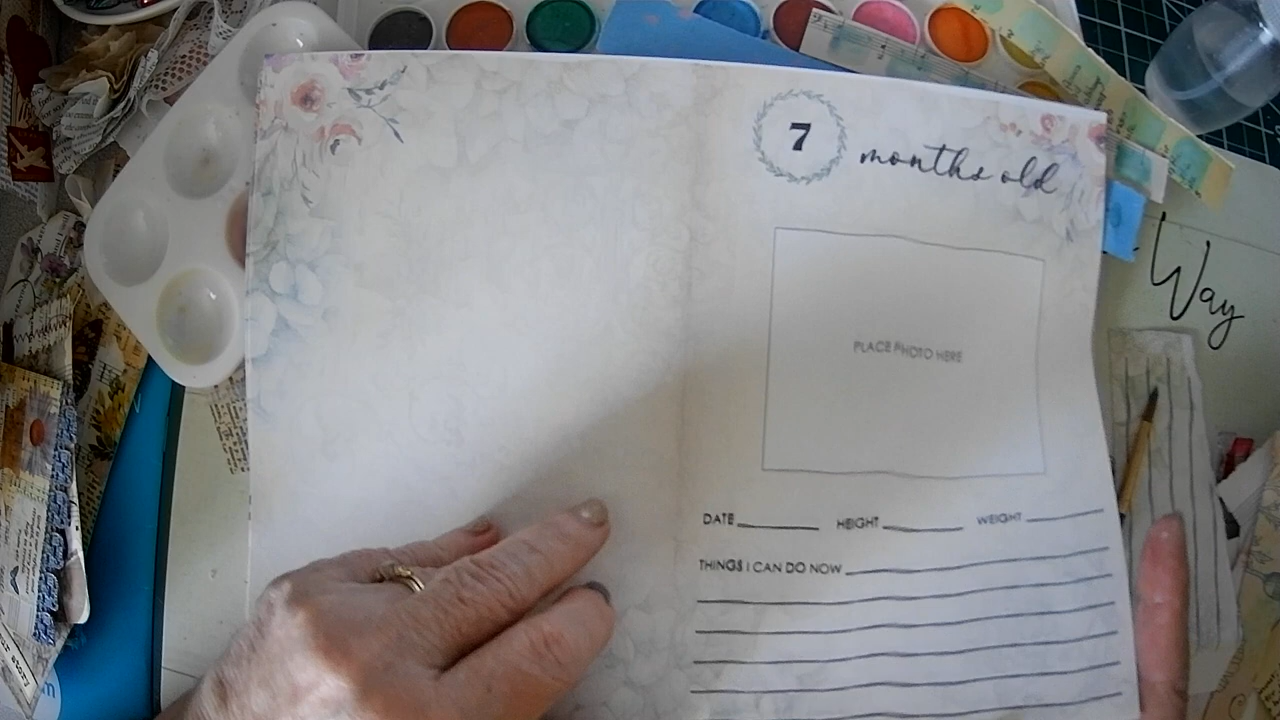 7
months old
Way
PLACE PHOTO HERE
DATE HEIGHT WEIGHT
THINGS I CAN DO NOW